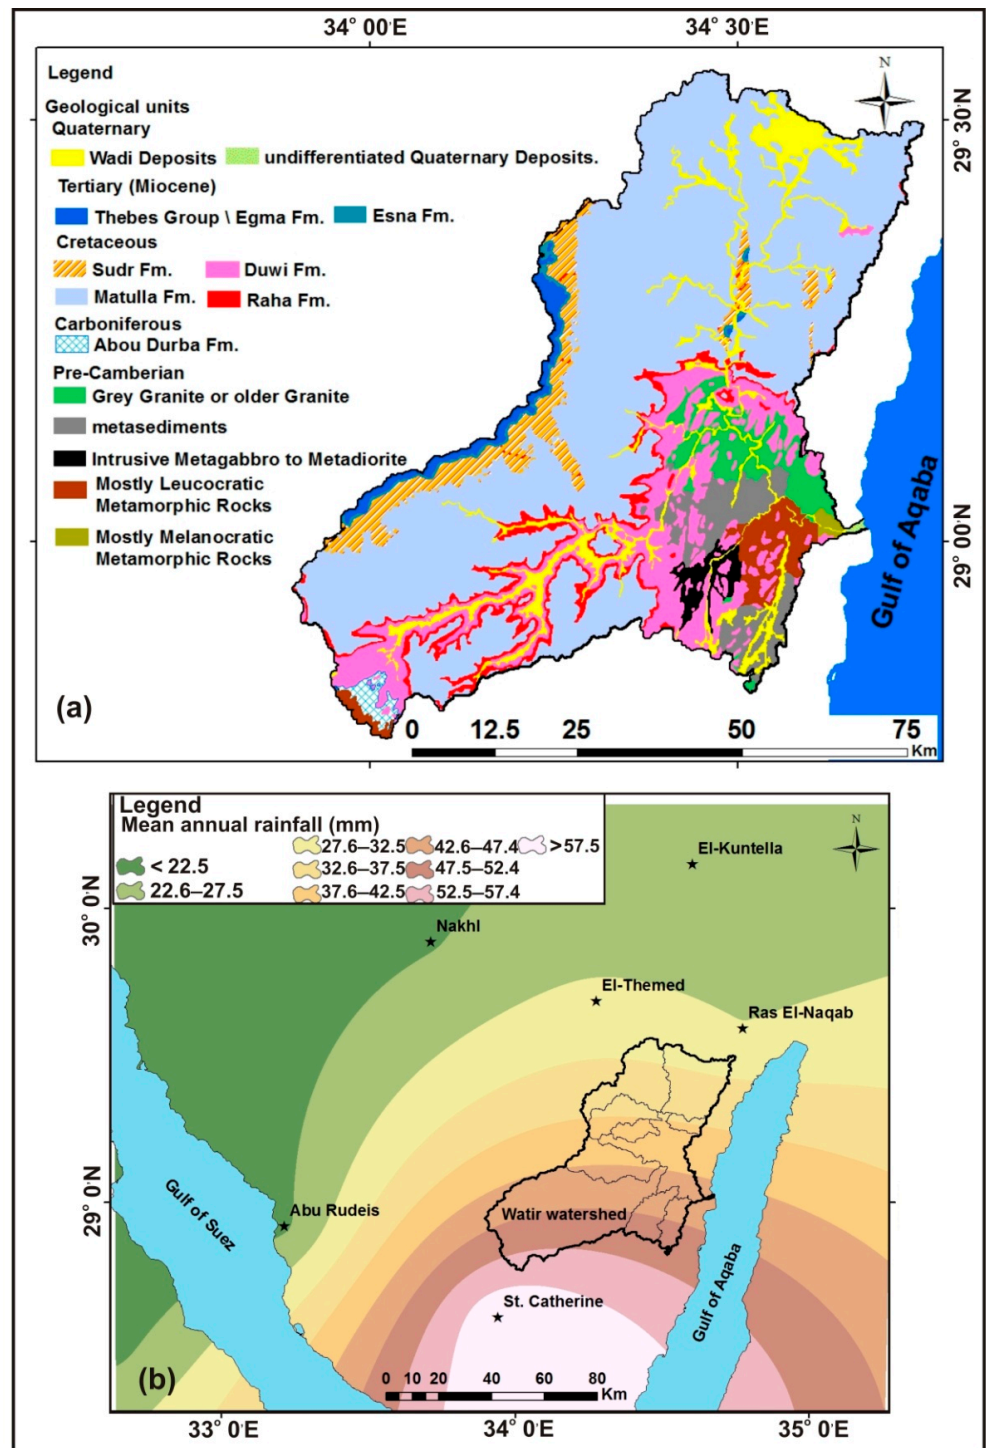 34° 00'E 34° 30'E
N
Legend
Geological units
Quaternary
Wadi Deposits undifferentiated Quaternary Deposits.
Tertiary (Miocene)
Thebes Group \ Egma Fm. Esna Fm.
Cretaceous
Sudr Fm. Duwi Fm.
Matulla Fm. Raha Fm.
Carboniferous
Abou Durba Fm.
Pre-Camberian
Grey Granite or older Granite
metasediments
Intrusive Metagabbro to Metadiorite
Mostly Leucocratic
Metamorphic Rocks
Mostly Melanocratic
Metamorphic Rocks
29° 30'N
29° 00'N
Gulf of Aqaba
(a)
0 12.5 25 50 75
Km
Legend
Mean annual rainfall (mm)
< 22.5
22.6–27.5
27.6–32.5
32.6–37.5
37.6–42.5
42.6–47.4
47.5–52.4
52.5–57.4
>57.5
N
El-Kuntella
Nakhl
El-Themed
Ras El-Naqab
30° 0'N
29° 0'N
Gulf of Suez
Abu Rudeis
Watir watershed
St. Catherine
Gulf of Aqaba
(b)
0 10 20 40 60 80
Km
33° 0'E 34° 0'E 35° 0'E